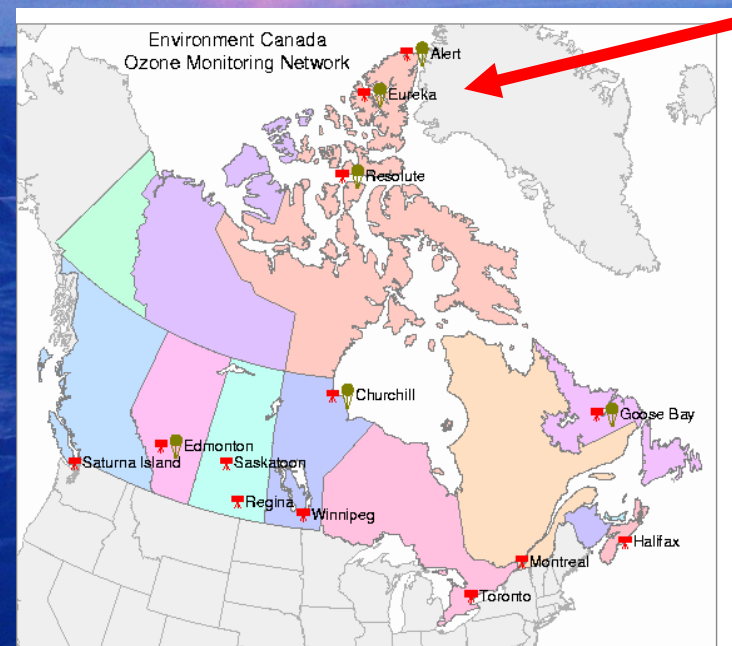 Environment Canada
Ozone Monitoring Network
Alert
Eureka
Resolute
Churchill
Goose Bay
Edmonton
Saturna Island
Saskatoon
Regina
Winnipeg
Halifax
Montreal
Toronto